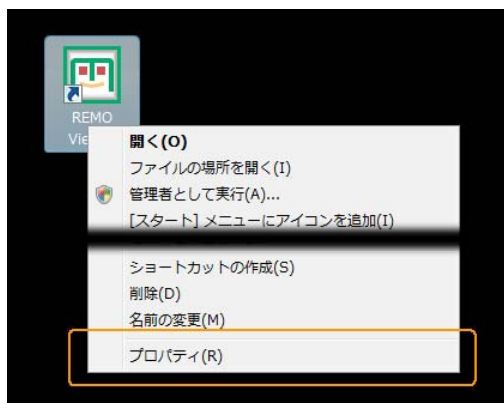 REMO
Vie
開く(O)
ファイルの場所を開く(I)
管理者として実行(A)...
[スタート] メニューにアイコンを追加(I)
ショートカットの作成(S)
削除(D)
名前の変更(M)
プロパティ(R)